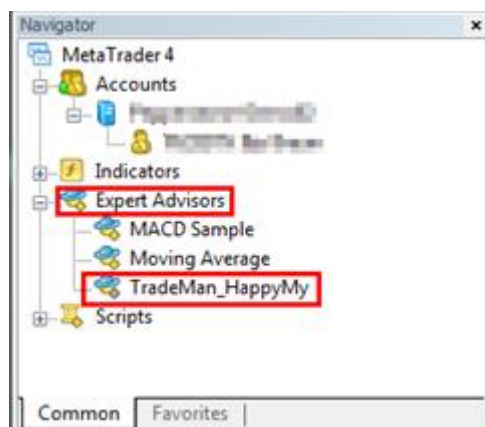 Navigator
MetaTrader 4
Accounts
Indicators
Expert Advisors
MACD Sample
Moving Average
TradeMan_HappyMy
Scripts
Common Favorites